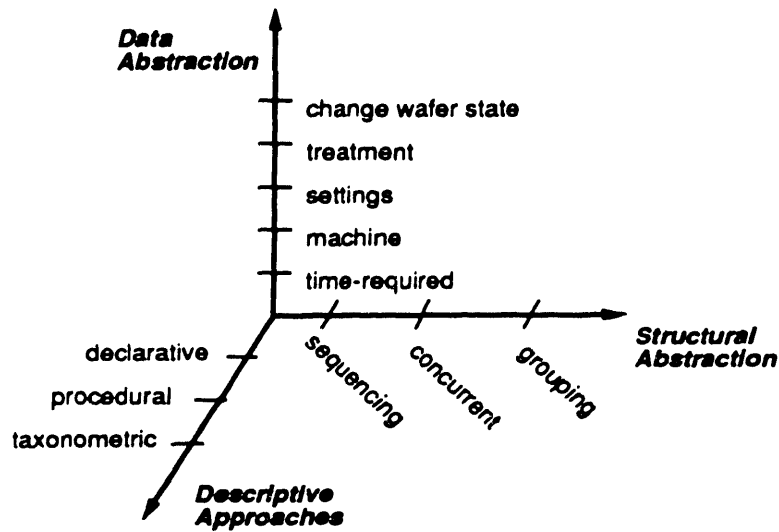 Data
Abstraction
change wafer state
treatment
settings
machine
time-required
declarative
procedural
taxonometric
sequencing
concurrent
grouping
Structural
Abstraction
Descriptive
Approaches